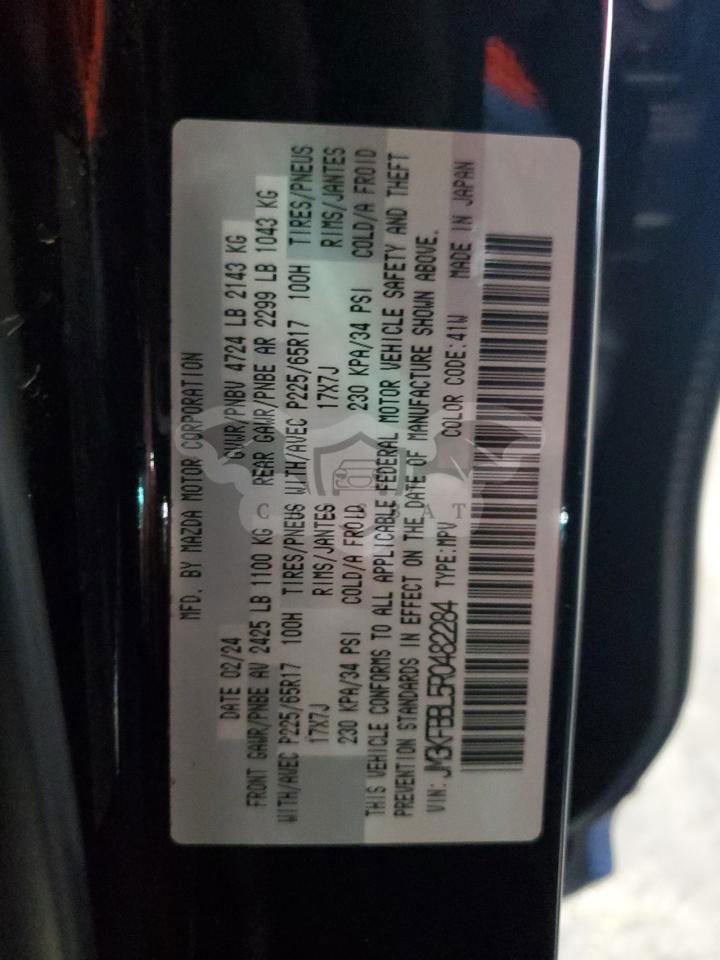 MFD. BY MAZDA MOTOR CORPORATION
DATE 02/24 GVWR/PNBV 4724 LB 2143 KG
FRONT GAWR/PNBE AV 2425 LB 1100 KG REAR GAWR/PNBE AR 2299 LB 1043 KG
WITH/AVEC P225/65R17 100H TIRES/PNEUS WITH/AVEC P225/65R17 100H TIRES/PNEUS
17X7J RIMS/JANTES 17X7J RIMS/JANTES
230 KPA/34 PSI COLD/A FROID 230 KPA/34 PSI COLD/A FROID
THIS VEHICLE CONFORMS TO ALL APPLICABLE FEDERAL MOTOR VEHICLE SAFETY AND THEFT
PREVENTION STANDARDS IN EFFECT ON THE DATE OF MANUFACTURE SHOWN ABOVE.
VIN: JM3KFBBL5R0482284 TYPE:MPV COLOR CODE:41W MADE IN JAPAN